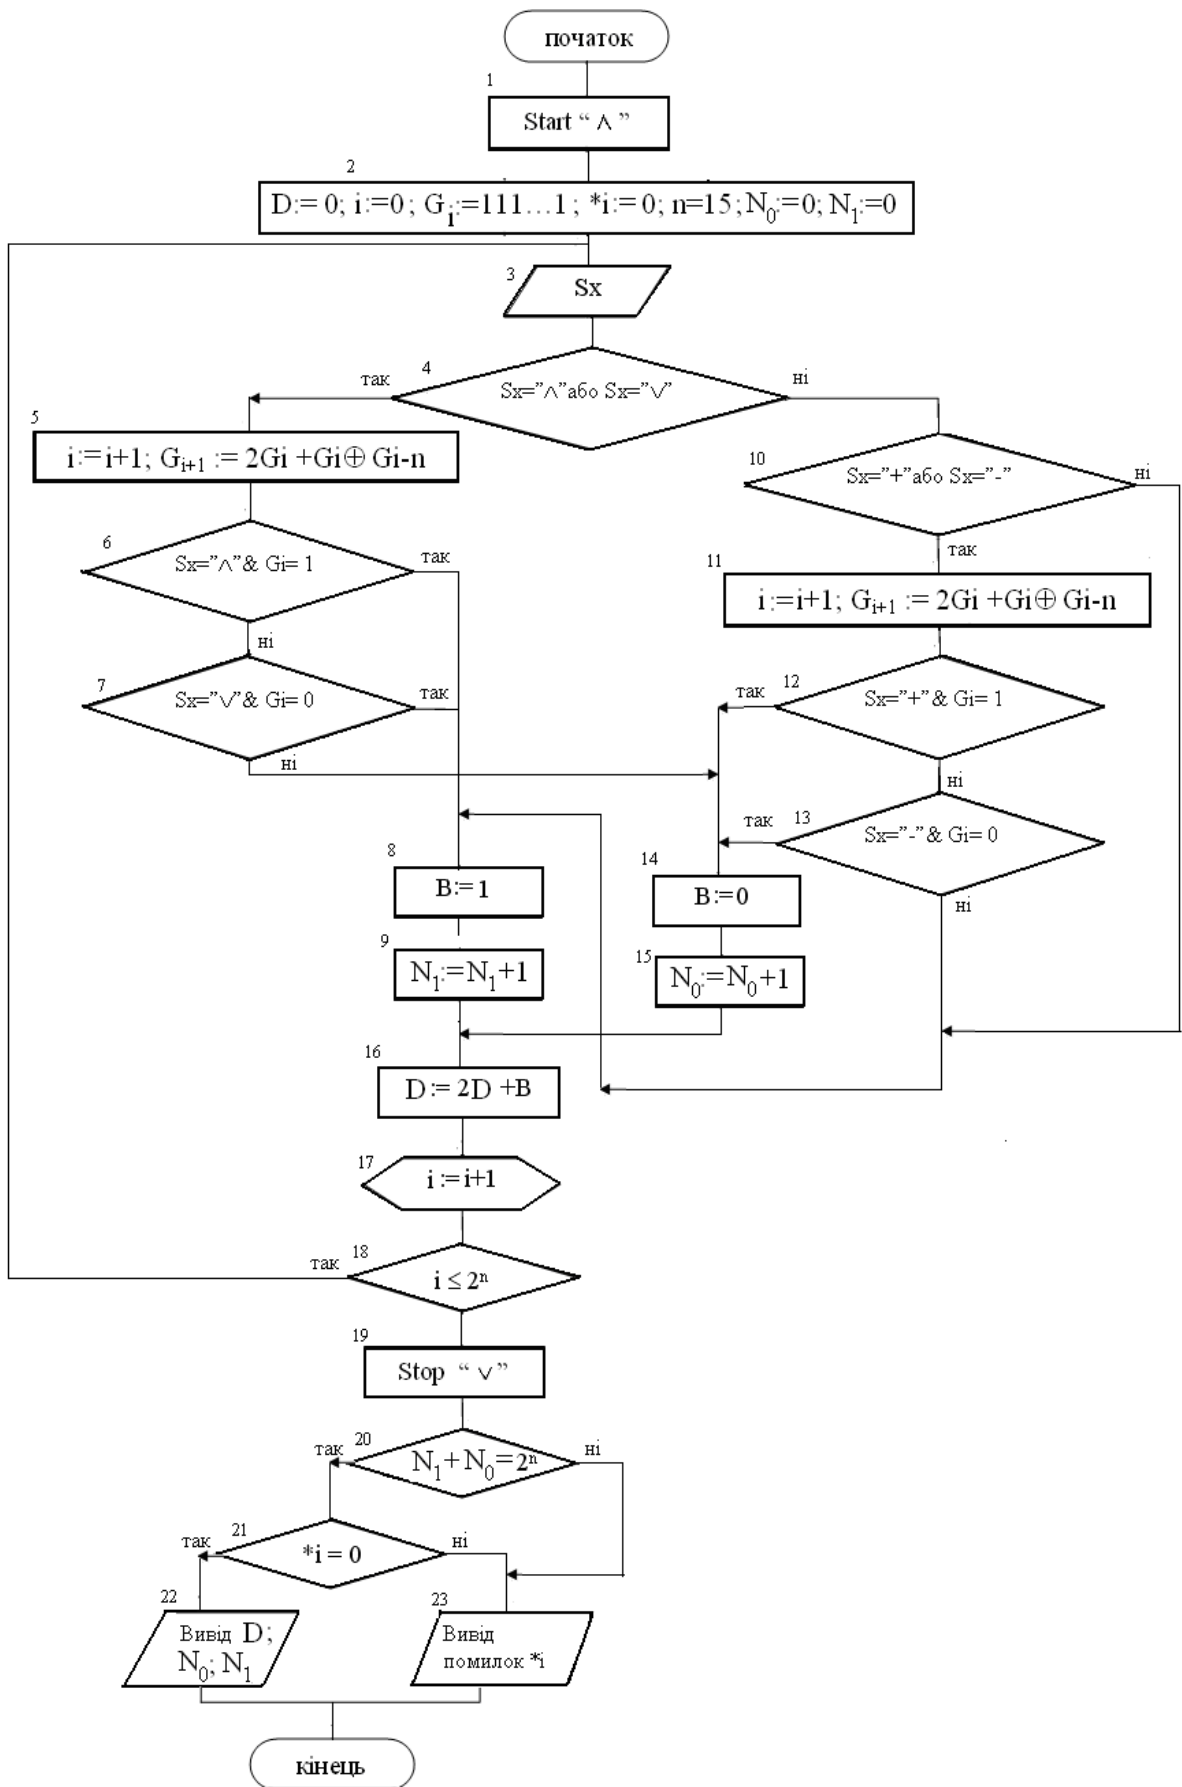 початок
1
Start “ ∧ ”
2
D:= 0; i:=0; Gi:=111...1; *i:= 0; n=15; N0:=0; N1:=0
3
Sx
4
так
Sx=”∧”або Sx=”∨”
ні
5
i:=i+1; Gi+1 := 2Gi +Gi⊕ Gi-n
10
Sx=”+”або Sx=”-”
ні
так
6
Sx=”∧”& Gi= 1
так
ні
11
i:=i+1; Gi+1 := 2Gi +Gi⊕ Gi-n
7
Sx=”∨”& Gi= 0
так
ні
12
так
Sx=”+”& Gi= 1
ні
13
так
Sx=”-”& Gi= 0
ні
8
B:= 1
14
B:=0
9
N1:=N1+1
15
N0:=N0+1
16
D:= 2D +B
17
i := i+1
18
так
i ≤ 2ⁿ
19
Stop “ ∨ ”
20
так
N1+N0=2ⁿ
ні
21
так
*i = 0
ні
22
Вивід D;
N0; N1
23
Вивід
помилок *i
кінець